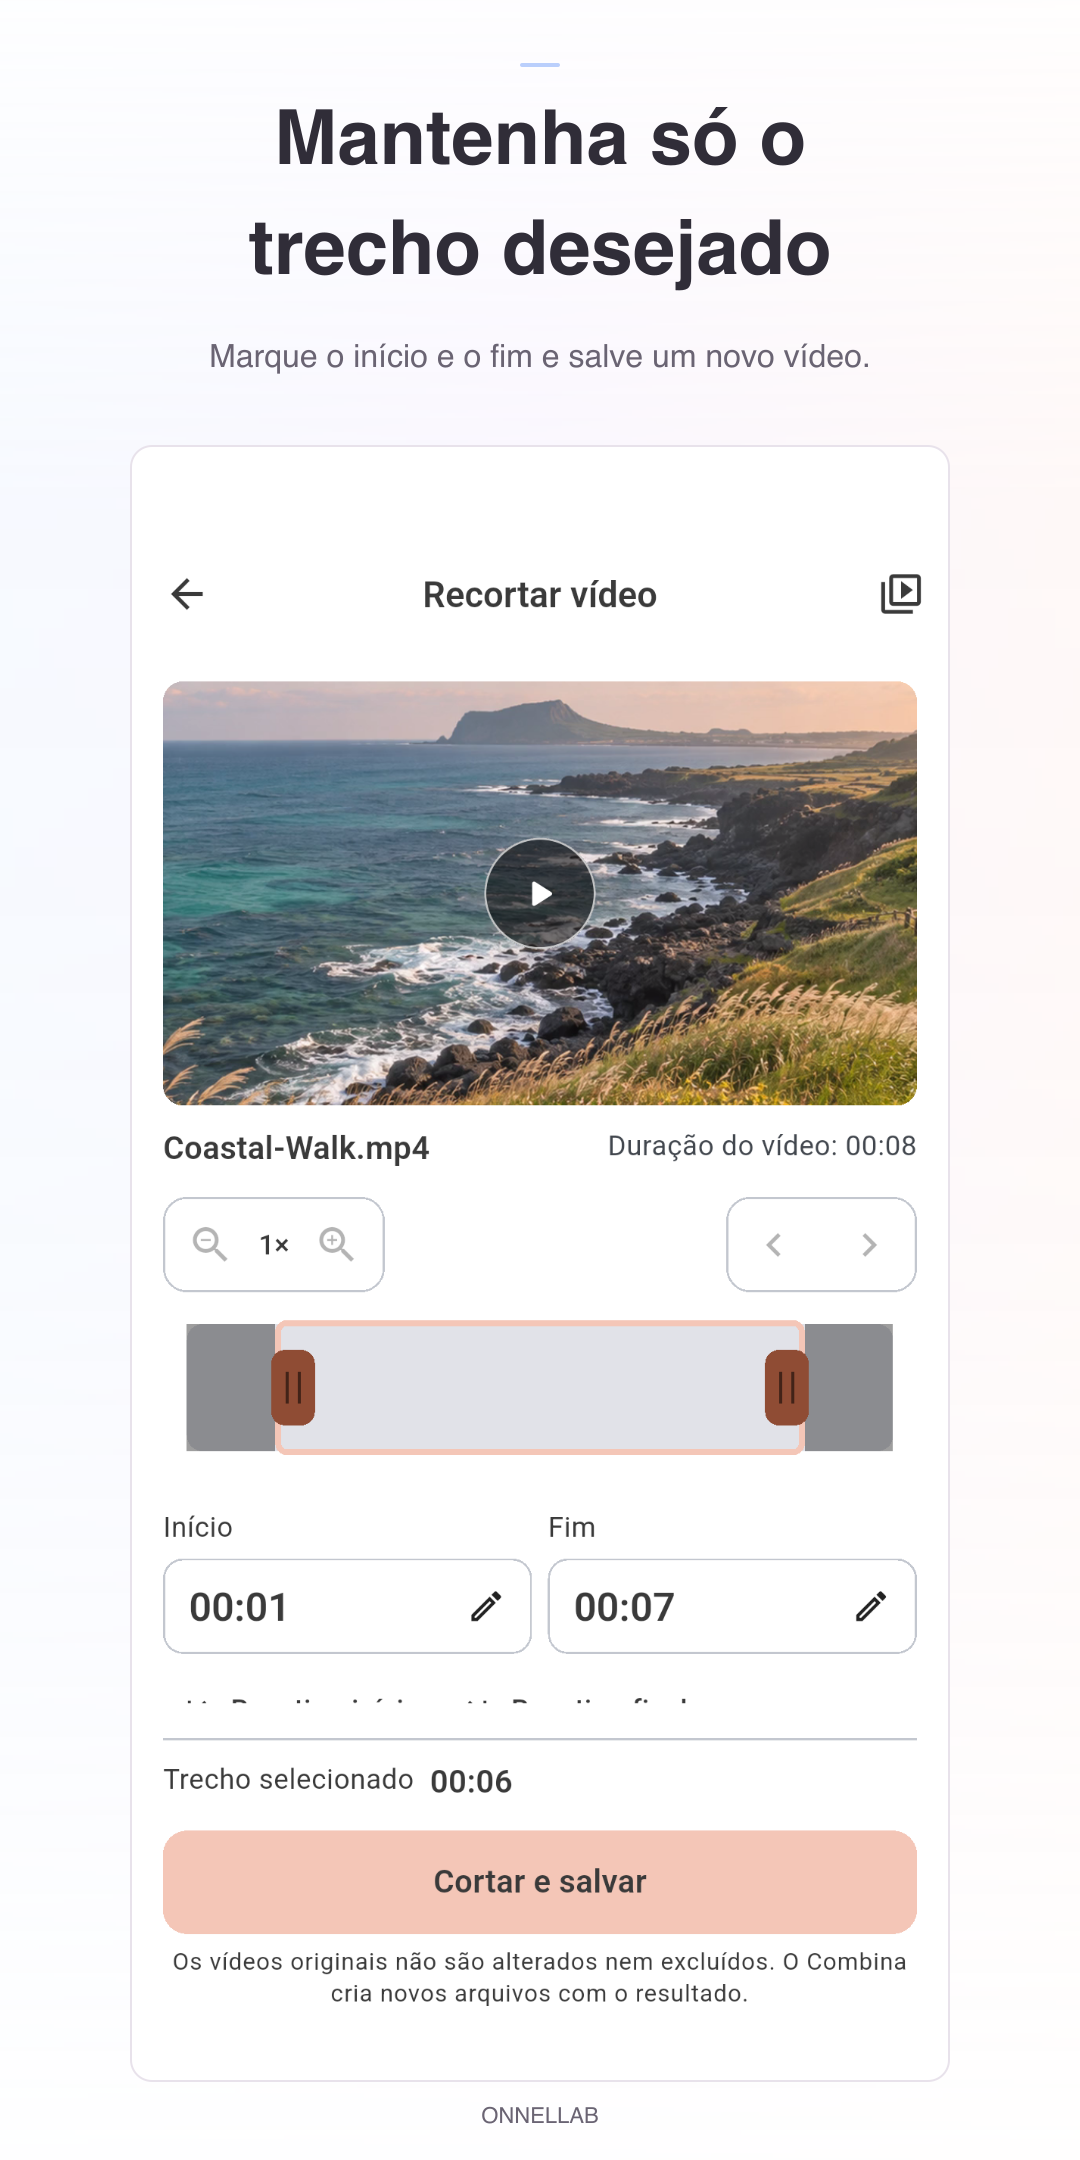 Mantenha só o
trecho desejado
Marque o início e o fim e salve um novo vídeo.
Recortar vídeo
Coastal-Walk.mp4
Duração do vídeo: 00:08
1×
Início
Fim
00:01
00:07
Trecho selecionado 00:06
Cortar e salvar
Os vídeos originais não são alterados nem excluídos. O Combina
cria novos arquivos com o resultado.
ONNELLAB